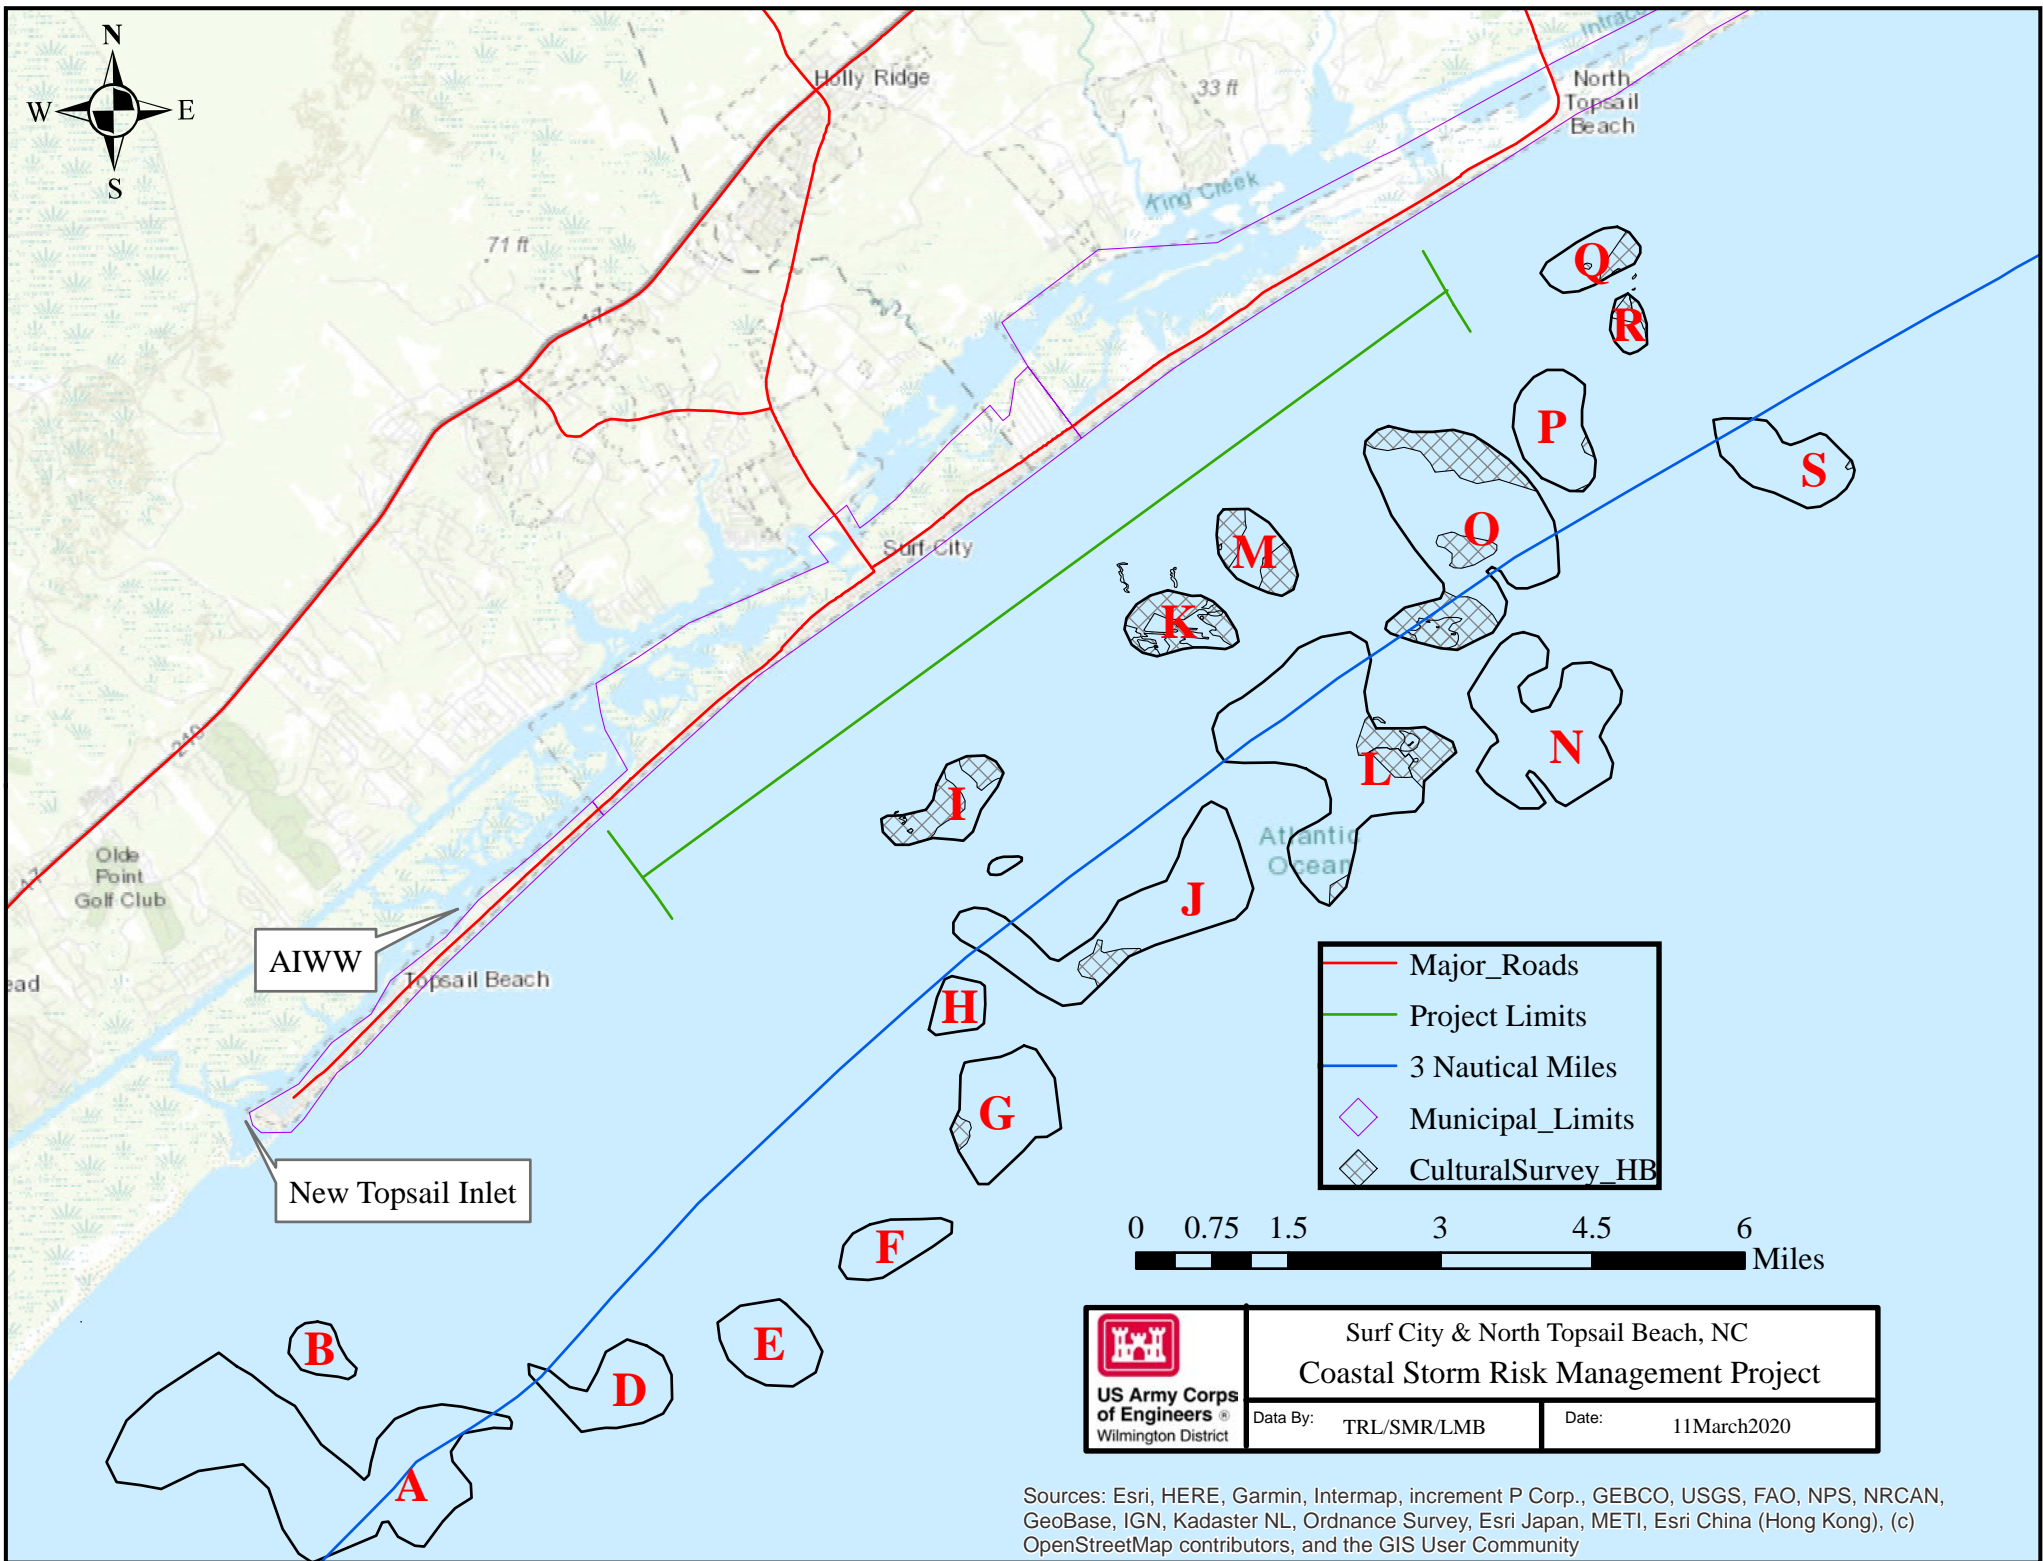 N
W
E
S
Holly Ridge
33 ft
North
Topsail
Beach
King Creek
71 ft
17
Surf City
210
Olde
Point
Golf Club
17
AIWW
Topsail Beach
ead
New Topsail Inlet
Q
R
P
S
O
M
K
N
L
I
Atlantic
Ocean
J
H
G
F
E
D
B
A
Major_Roads
Project Limits
3 Nautical Miles
Municipal_Limits
CulturalSurvey_HB
0 0.75 1.5 3 4.5 6
Miles
US Army Corps
of Engineers ®
Wilmington District
Surf City & North Topsail Beach, NC
Coastal Storm Risk Management Project
Data By: TRL/SMR/LMB
Date: 11March2020
Sources: Esri, HERE, Garmin, Intermap, increment P Corp., GEBCO, USGS, FAO, NPS, NRCAN,
GeoBase, IGN, Kadaster NL, Ordnance Survey, Esri Japan, METI, Esri China (Hong Kong), (c)
OpenStreetMap contributors, and the GIS User Community